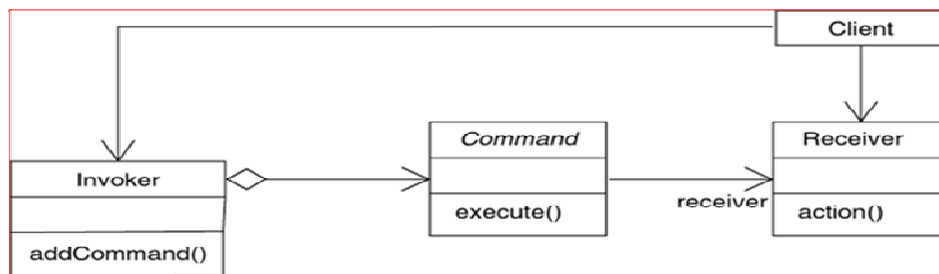 Client
Command
Receiver
Invoker
receiver
execute()
action()
addCommand()